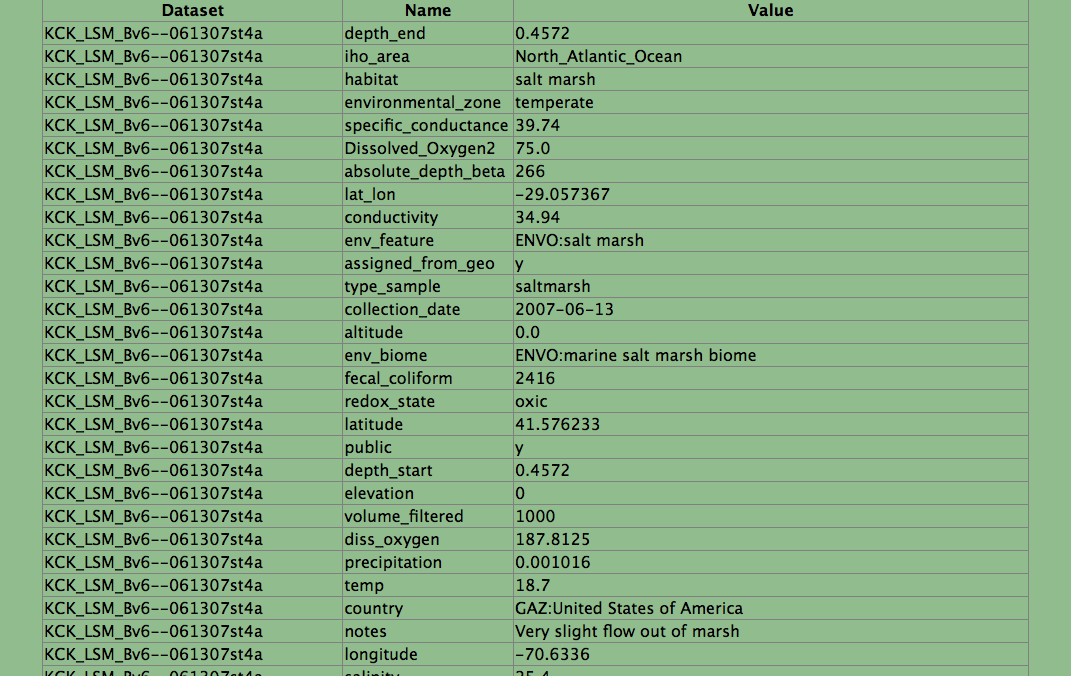 Dataset Name Value
KCK_LSM_Bv6--061307st4a depth_end 0.4572
KCK_LSM_Bv6--061307st4a iho_area North_Atlantic_Ocean
KCK_LSM_Bv6--061307st4a habitat salt marsh
KCK_LSM_Bv6--061307st4a environmental_zone temperate
KCK_LSM_Bv6--061307st4a specific_conductance 39.74
KCK_LSM_Bv6--061307st4a Dissolved_Oxygen2 75.0
KCK_LSM_Bv6--061307st4a absolute_depth_beta 266
KCK_LSM_Bv6--061307st4a lat_lon -29.057367
KCK_LSM_Bv6--061307st4a conductivity 34.94
KCK_LSM_Bv6--061307st4a env_feature ENVO:salt marsh
KCK_LSM_Bv6--061307st4a assigned_from_geo y
KCK_LSM_Bv6--061307st4a type_sample saltmarsh
KCK_LSM_Bv6--061307st4a collection_date 2007-06-13
KCK_LSM_Bv6--061307st4a altitude 0.0
KCK_LSM_Bv6--061307st4a env_biome ENVO:marine salt marsh biome
KCK_LSM_Bv6--061307st4a fecal_coliform 2416
KCK_LSM_Bv6--061307st4a redox_state oxic
KCK_LSM_Bv6--061307st4a latitude 41.576233
KCK_LSM_Bv6--061307st4a public y
KCK_LSM_Bv6--061307st4a depth_start 0.4572
KCK_LSM_Bv6--061307st4a elevation 0
KCK_LSM_Bv6--061307st4a volume_filtered 1000
KCK_LSM_Bv6--061307st4a diss_oxygen 187.8125
KCK_LSM_Bv6--061307st4a precipitation 0.001016
KCK_LSM_Bv6--061307st4a temp 18.7
KCK_LSM_Bv6--061307st4a country GAZ:United States of America
KCK_LSM_Bv6--061307st4a notes Very slight flow out of marsh
KCK_LSM_Bv6--061307st4a longitude -70.6336
KCK_LSM_Bv6--061307st4a salinity 25.4